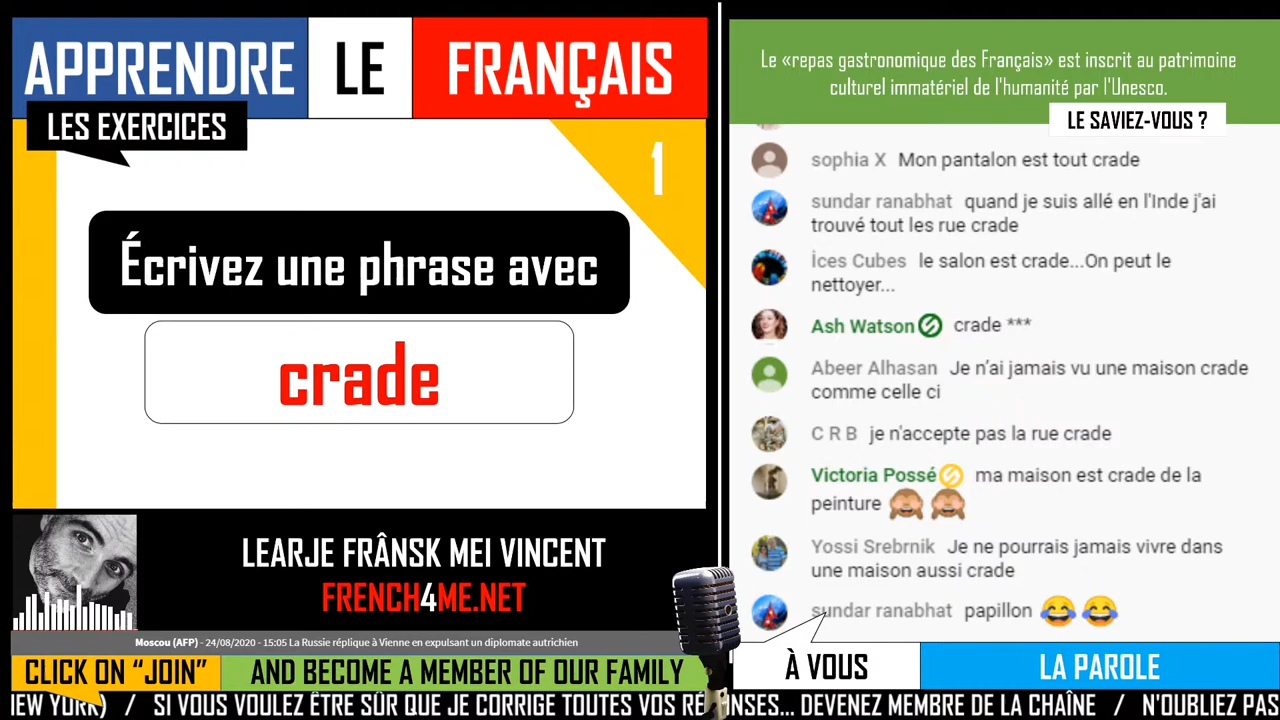 APPRENDRE LE FRANÇAIS
LES EXERCICES
1
Écrivez une phrase avec
crade
LEARJE FRÂNSK MEI VINCENT
FRENCH4ME.NET
Moscou (AFP) - 24/08/2020 - 15:05 La Russie réplique à Vienne en expulsant un diplomate autrichien
CLICK ON “JOIN” AND BECOME A MEMBER OF OUR FAMILY
Le «repas gastronomique des Français» est inscrit au patrimoine
culturel immatériel de l'humanité par l'Unesco.
LE SAVIEZ-VOUS ?
sophia X Mon pantalon est tout crade
sundar ranabhat quand je suis allé en l'Inde j'ai
trouvé tout les rue crade
İces Cubes le salon est crade...On peut le
nettoyer...
Ash Watson crade ***
Abeer Alhasan Je n’ai jamais vu une maison crade
comme celle ci
C R B je n'accepte pas la rue crade
Victoria Possé ma maison est crade de la
peinture 🙈 🙈
Yossi Srebrnik Je ne pourrais jamais vivre dans
une maison aussi crade
sundar ranabhat papillon 😂 😂
À VOUS LA PAROLE
YORK) / SI VOUS VOULEZ ÊTRE SÛR QUE JE CORRIGE TOUTES VOS RÉPONSES... DEVENEZ MEMBRE DE LA CHAÎNE / N'OUBLIEZ PAS